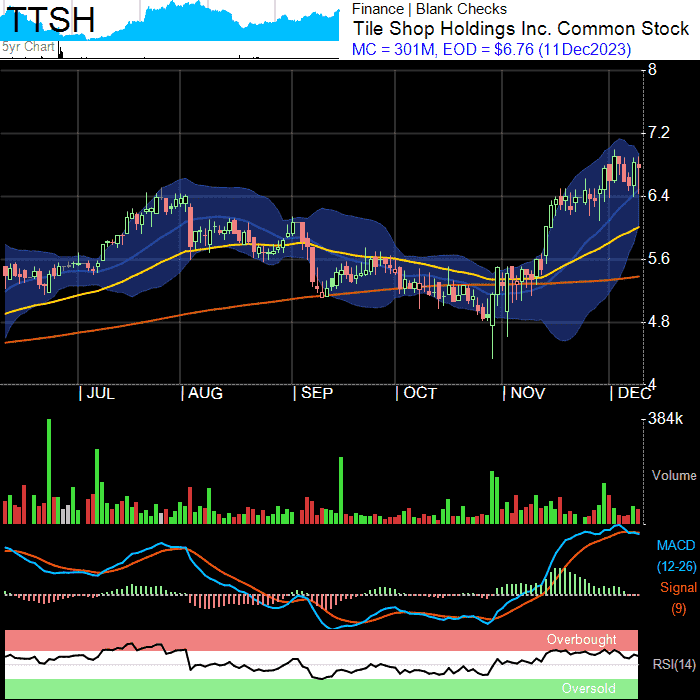 TTSH
5yr Chart
Finance | Blank Checks
Tile Shop Holdings Inc. Common Stock
MC = 301M, EOD = $6.76 (11Dec2023)
8
7.2
6.4
5.6
4.8
4
| JUL | AUG | SEP | OCT | NOV | DEC
384k
Volume
MACD
(12-26)
Signal
(9)
Overbought
RSI(14)
Oversold